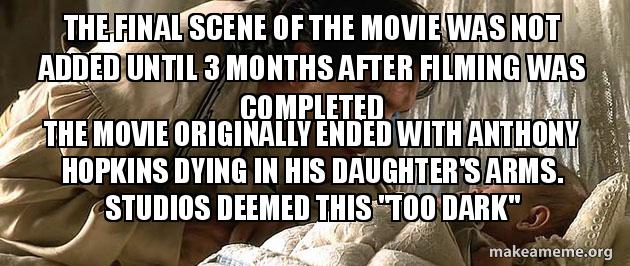 THE FINAL SCENE OF THE MOVIE WAS NOT
ADDED UNTIL 3 MONTHS AFTER FILMING WAS
COMPLETED
THE MOVIE ORIGINALLY ENDED WITH ANTHONY
HOPKINS DYING IN HIS DAUGHTER'S ARMS.
STUDIOS DEEMED THIS "TOO DARK"
makeameme.org